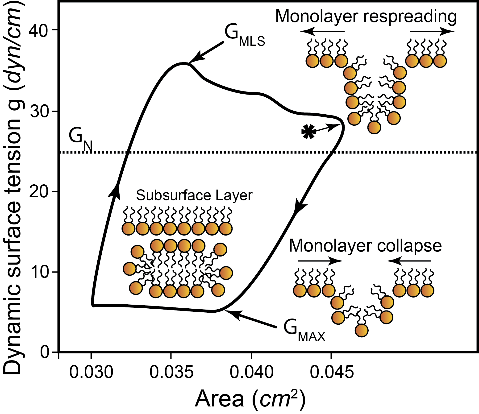 Dynamic surface tension g (dyn/cm)
40
30
20
10
0
G_MLS
G_N
G_MAX
*
Monolayer respreading
Subsurface Layer
Monolayer collapse
0.030
0.035
0.040
0.045
Area (cm²)